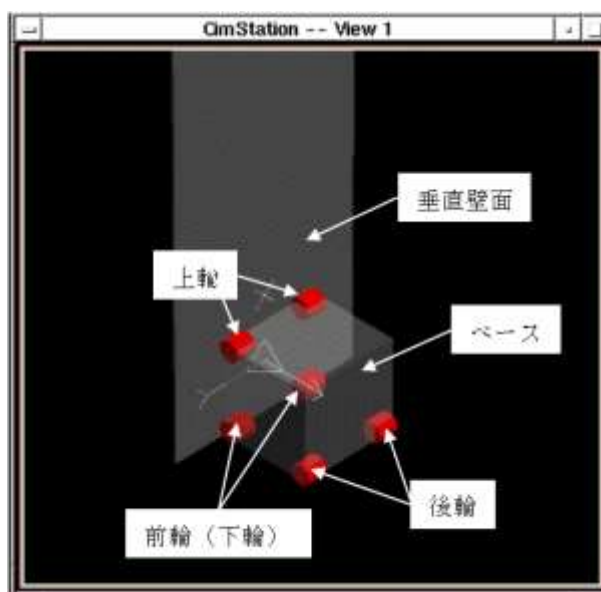 CimStation -- View 1
垂直壁面
上輪
ベース
後輪
前輪（下輪）